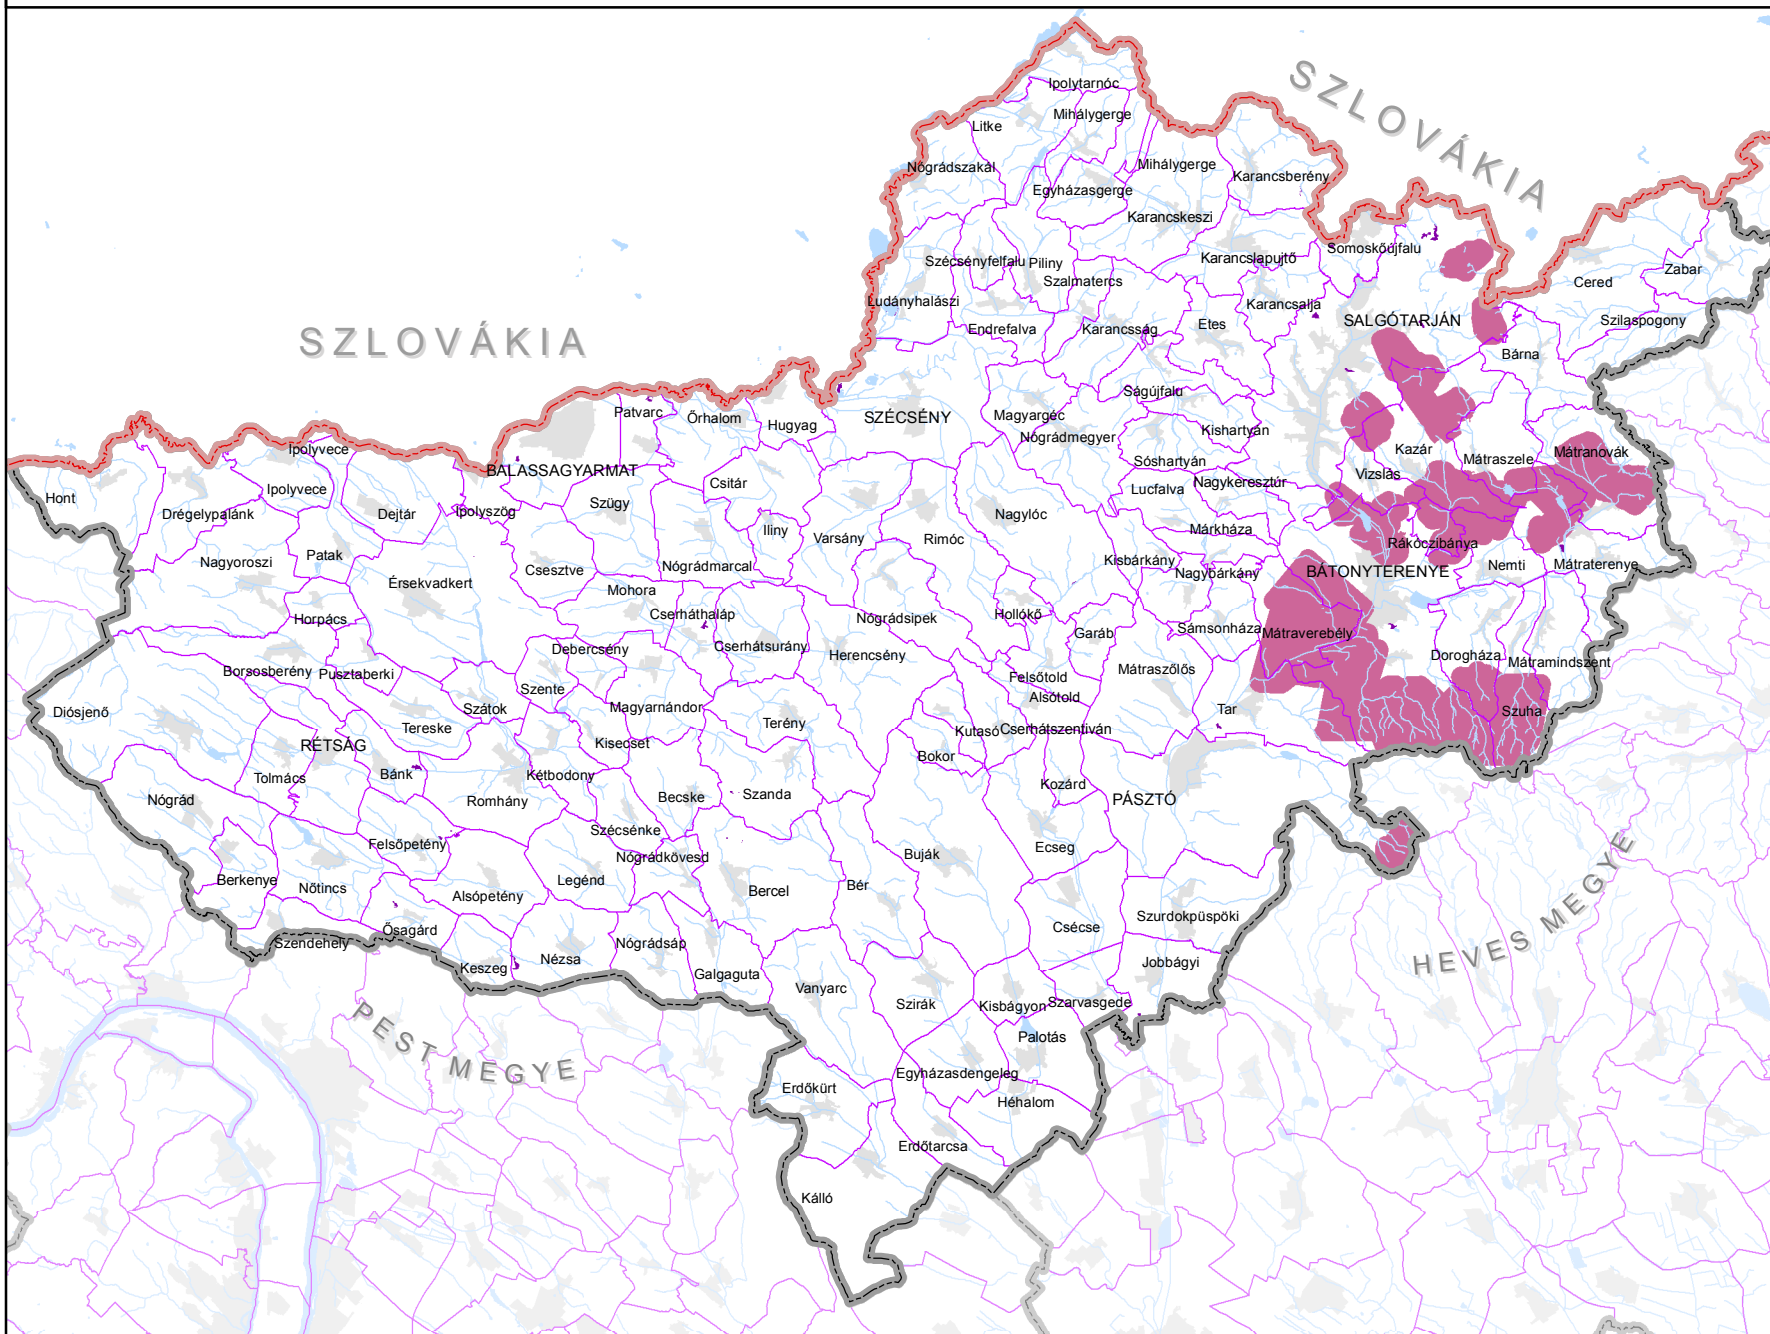 SZLOVÁKIA
Ipolytarnóc
Mihálygerge
Litke
Nógrádszakál
Mihálygerge
Karancsberény
Egyházasgerge
Karancskeszi
Somoskőújfalu
Szécsényfelfalu
Piliny
Karancslapujtő
Zabar
Szalmatercs
Cered
Ludányhalászi
Karancsalja
SZLOVÁKIA
Endrefalva
Karancsság
Etes
SALGÓTARJÁN
Szilaspogony
Bárna
Ságújfalu
Patvarc
Őrhalom
Hugyag
SZÉCSÉNY
Magyargéc
Nógrádmegyer
Kishartyán
Ipolyvece
Kazár
Mátraszele
Mátranovák
BALASSAGYARMAT
Sóshartyán
Vizslás
Hont
Ipolyvece
Csitár
Lucfalva
Nagykeresztúr
Drégelypalánk
Dejtár
Ipolyszög
Szügy
Nagylóc
Iliny
Varsány
Rimóc
Márkháza
Rákóczibánya
Nagyoroszi
Patak
Csesztve
Nógrádmarcal
Kisbárkány
Nagybárkány
BÁTONYTERENYE
Nemti
Mátraterenye
Érsekvadkert
Mohora
Horpács
Cserháthaláp
Nógrádsipek
Hollókő
Garáb
Sámsonháza
Mátraverebély
Debercsény
Cserhátsurány
Herencsény
Dorogháza
Mátramindszent
Borsosberény
Pusztaberki
Felsőtold
Mátraszőlős
Szente
Alsótold
Diósjenő
Szátok
Magyarnándor
Tar
Szuha
Tereske
Terény
Kutasó
Cserhátszentiván
RÉTSÁG
Kisecset
Bokor
Tolmács
Bánk
Kétbodony
Kozárd
Nógrád
Romhány
Becske
Szanda
PÁSZTÓ
Felsőpetény
Szécsénke
Ecseg
Nógrádkövesd
Buják
Berkenye
Nőtincs
Legénd
Bercel
Bér
Alsópetény
Szurdokpüspöki
Csécse
Ősagárd
Szendehely
Nógrádsáp
HEVES MEGYE
Keszeg
Nézsa
Galgaguta
Jobbágyi
Vanyarc
Szirák
Kisbágyon
Szarvasgede
PEST MEGYE
Palotás
Egyházasdengeleg
Erdőkürt
Héhalom
Erdőtarcsa
Kálló